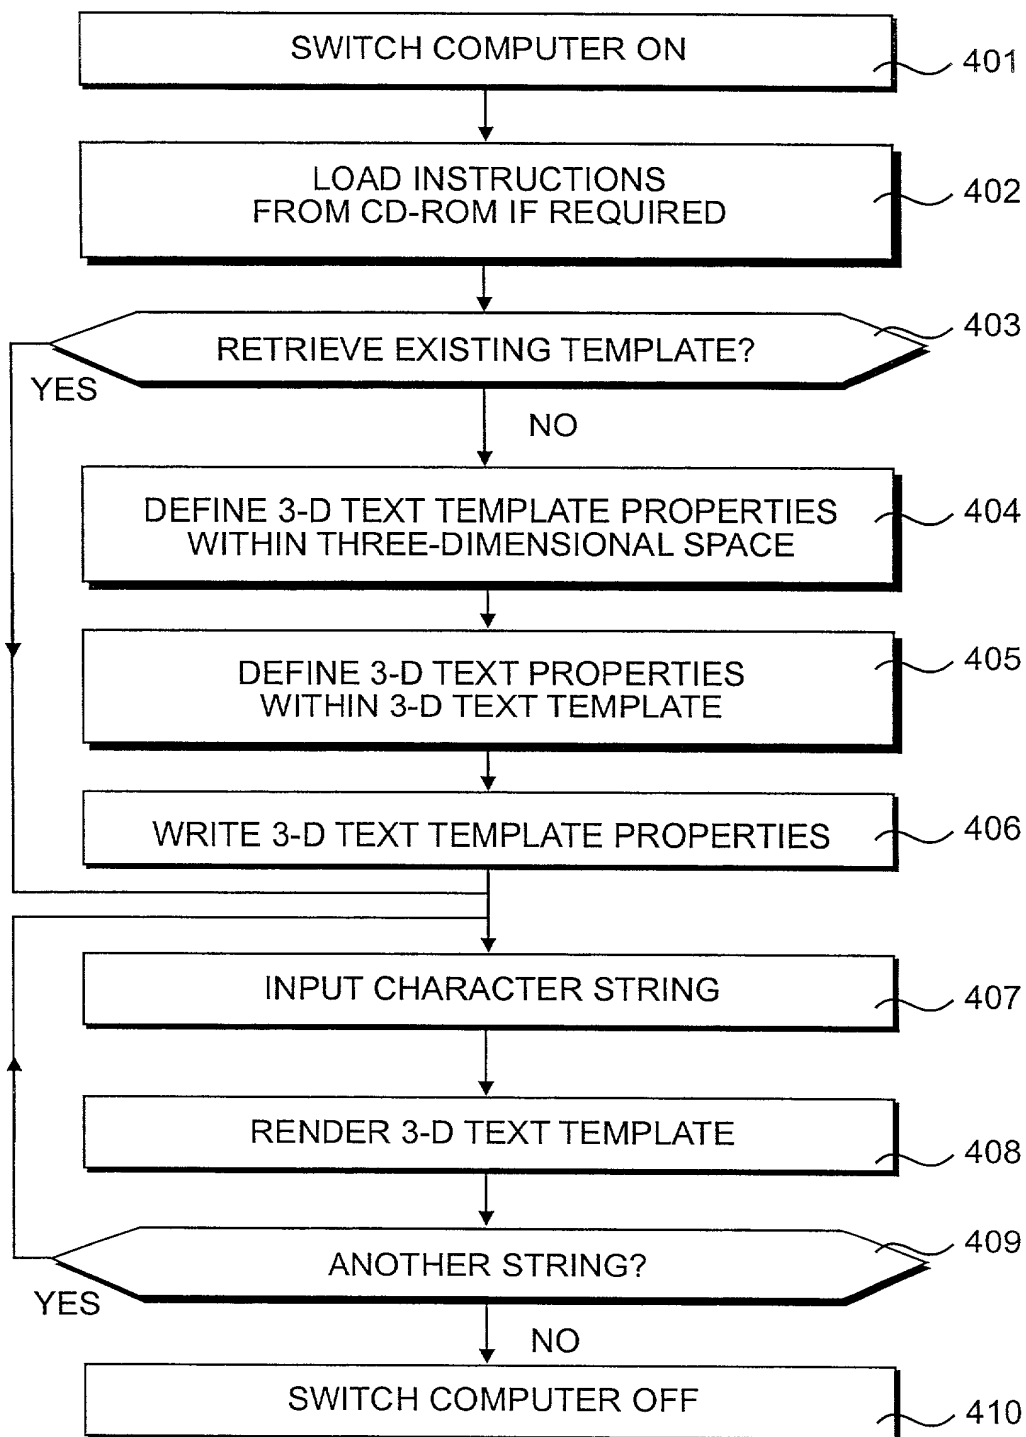 SWITCH COMPUTER ON
401
LOAD INSTRUCTIONS
FROM CD-ROM IF REQUIRED
402
RETRIEVE EXISTING TEMPLATE?
403
YES
NO
DEFINE 3-D TEXT TEMPLATE PROPERTIES
WITHIN THREE-DIMENSIONAL SPACE
404
DEFINE 3-D TEXT PROPERTIES
WITHIN 3-D TEXT TEMPLATE
405
WRITE 3-D TEXT TEMPLATE PROPERTIES
406
INPUT CHARACTER STRING
407
RENDER 3-D TEXT TEMPLATE
408
ANOTHER STRING?
409
YES
NO
SWITCH COMPUTER OFF
410